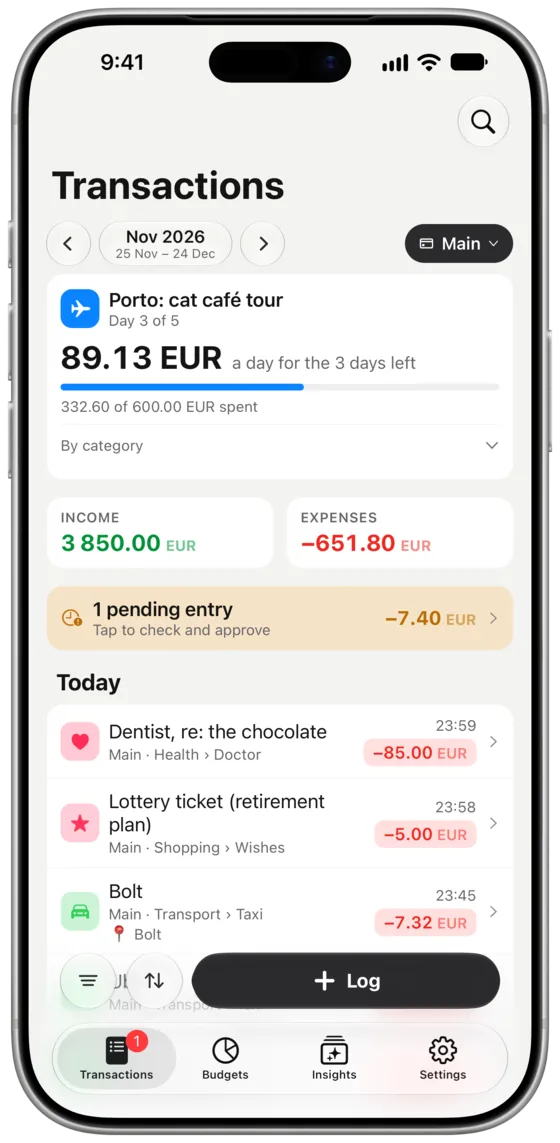 9:41
Transactions
Nov 2026
25 Nov – 24 Dec
Main
Porto: cat café tour
Day 3 of 5
89.13 EUR a day for the 3 days left
332.60 of 600.00 EUR spent
By category
INCOME
3 850.00 EUR
EXPENSES
−651.80 EUR
1 pending entry
Tap to check and approve
−7.40 EUR
Today
Dentist, re: the chocolate
Main · Health › Doctor
23:59
−85.00 EUR
Lottery ticket (retirement
plan)
Main · Shopping › Wishes
23:58
−5.00 EUR
Bolt
Main · Transport › Taxi
Bolt
23:45
−7.32 EUR
Main · Transport
Log
1
Transactions
Budgets
Insights
Settings